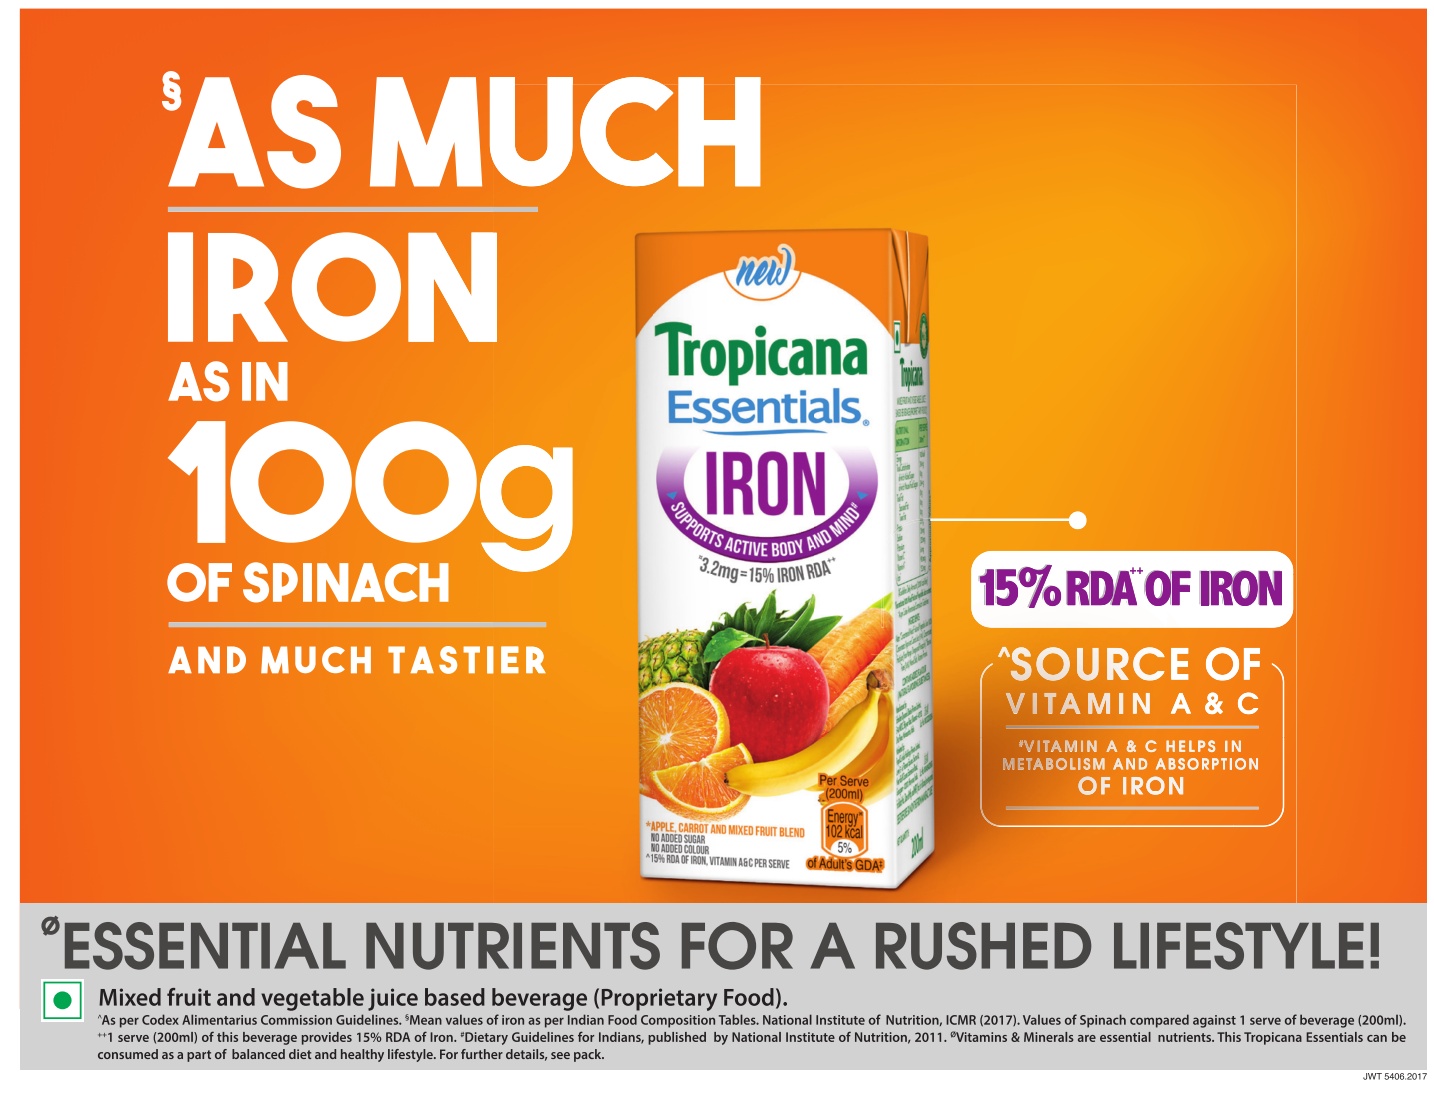 §AS MUCH
IRON
AS IN
100g
OF SPINACH
AND MUCH TASTIER
new
Tropicana
Essentials®
IRON
SUPPORTS ACTIVE BODY AND MIND#
*3.2mg=15% IRON RDA++
*APPLE, CARROT AND MIXED FRUIT BLEND
NO ADDED SUGAR
NO ADDED COLOUR
^15% RDA OF IRON, VITAMIN A&C PER SERVE
Per Serve
(200ml)
Energy*
102 kcal
5%
of Adult's GDA‡
Tropicana
200ml
15% RDA++ OF IRON
^SOURCE OF
VITAMIN A & C
#VITAMIN A & C HELPS IN
METABOLISM AND ABSORPTION
OF IRON
ØESSENTIAL NUTRIENTS FOR A RUSHED LIFESTYLE!
Mixed fruit and vegetable juice based beverage (Proprietary Food).
^As per Codex Alimentarius Commission Guidelines. §Mean values of iron as per Indian Food Composition Tables. National Institute of Nutrition, ICMR (2017). Values of Spinach compared against 1 serve of beverage (200ml).
++1 serve (200ml) of this beverage provides 15% RDA of Iron. #Dietary Guidelines for Indians, published by National Institute of Nutrition, 2011. ØVitamins & Minerals are essential nutrients. This Tropicana Essentials can be
consumed as a part of balanced diet and healthy lifestyle. For further details, see pack.
JWT 5406.2017